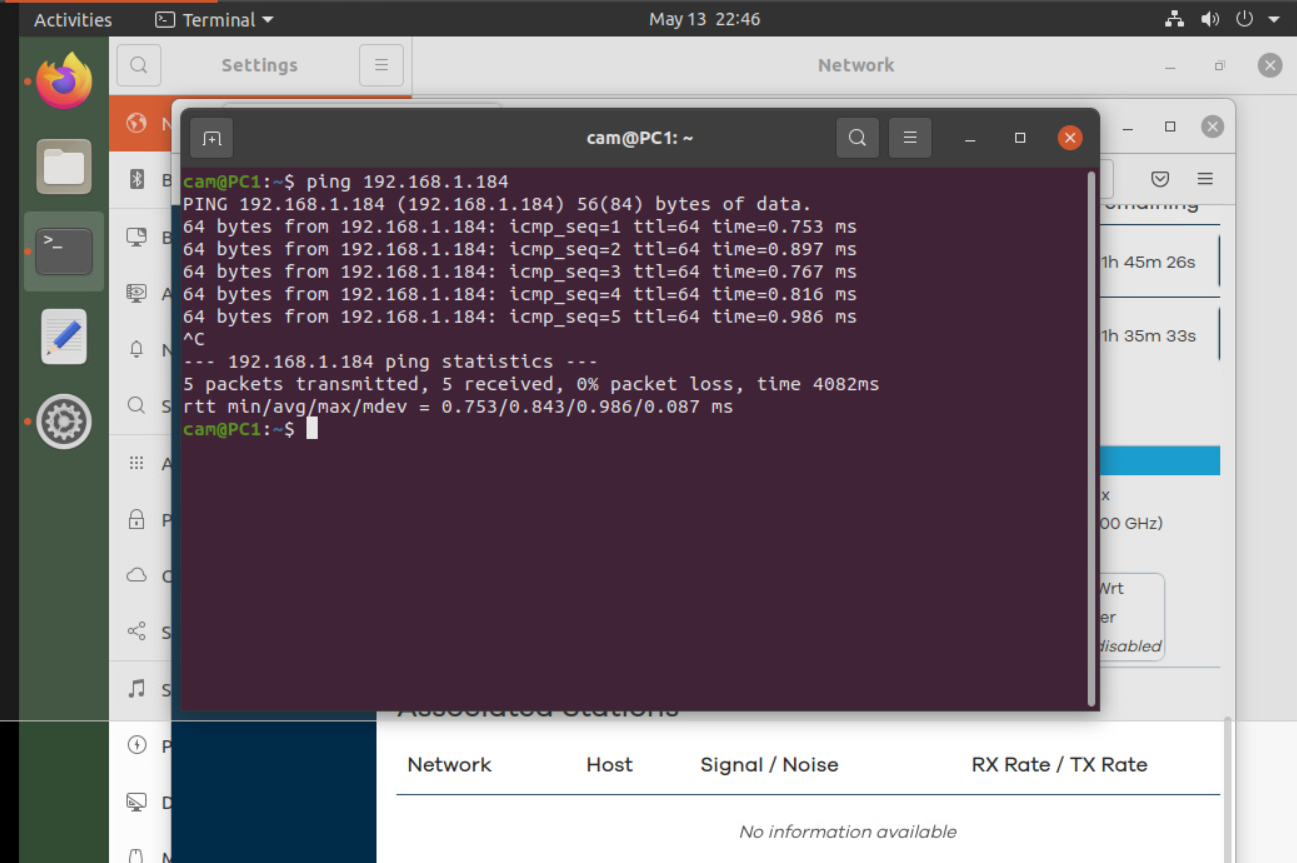 Activities
Terminal
May 13 22:46
Settings
Network
cam@PC1: ~
cam@PC1:~$ ping 192.168.1.184
PING 192.168.1.184 (192.168.1.184) 56(84) bytes of data.
64 bytes from 192.168.1.184: icmp_seq=1 ttl=64 time=0.753 ms
64 bytes from 192.168.1.184: icmp_seq=2 ttl=64 time=0.897 ms
64 bytes from 192.168.1.184: icmp_seq=3 ttl=64 time=0.767 ms
64 bytes from 192.168.1.184: icmp_seq=4 ttl=64 time=0.816 ms
64 bytes from 192.168.1.184: icmp_seq=5 ttl=64 time=0.986 ms
^C
--- 192.168.1.184 ping statistics ---
5 packets transmitted, 5 received, 0% packet loss, time 4082ms
rtt min/avg/max/mdev = 0.753/0.843/0.986/0.087 ms
cam@PC1:~$
1h 45m 26s
1h 35m 33s
x
00 GHz)
Wrt
er
disabled
Associated Stations
Network
Host
Signal / Noise
RX Rate / TX Rate
No information available